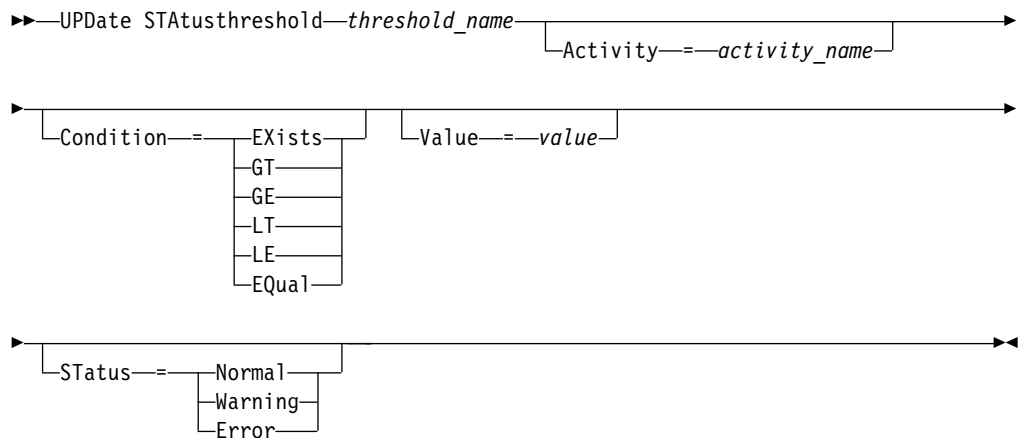 UPDate STAtusthreshold threshold_name
Activity = activity_name
Condition = EXists
GT
GE
LT
LE
EQual
Value = value
STatus = Normal
Warning
Error